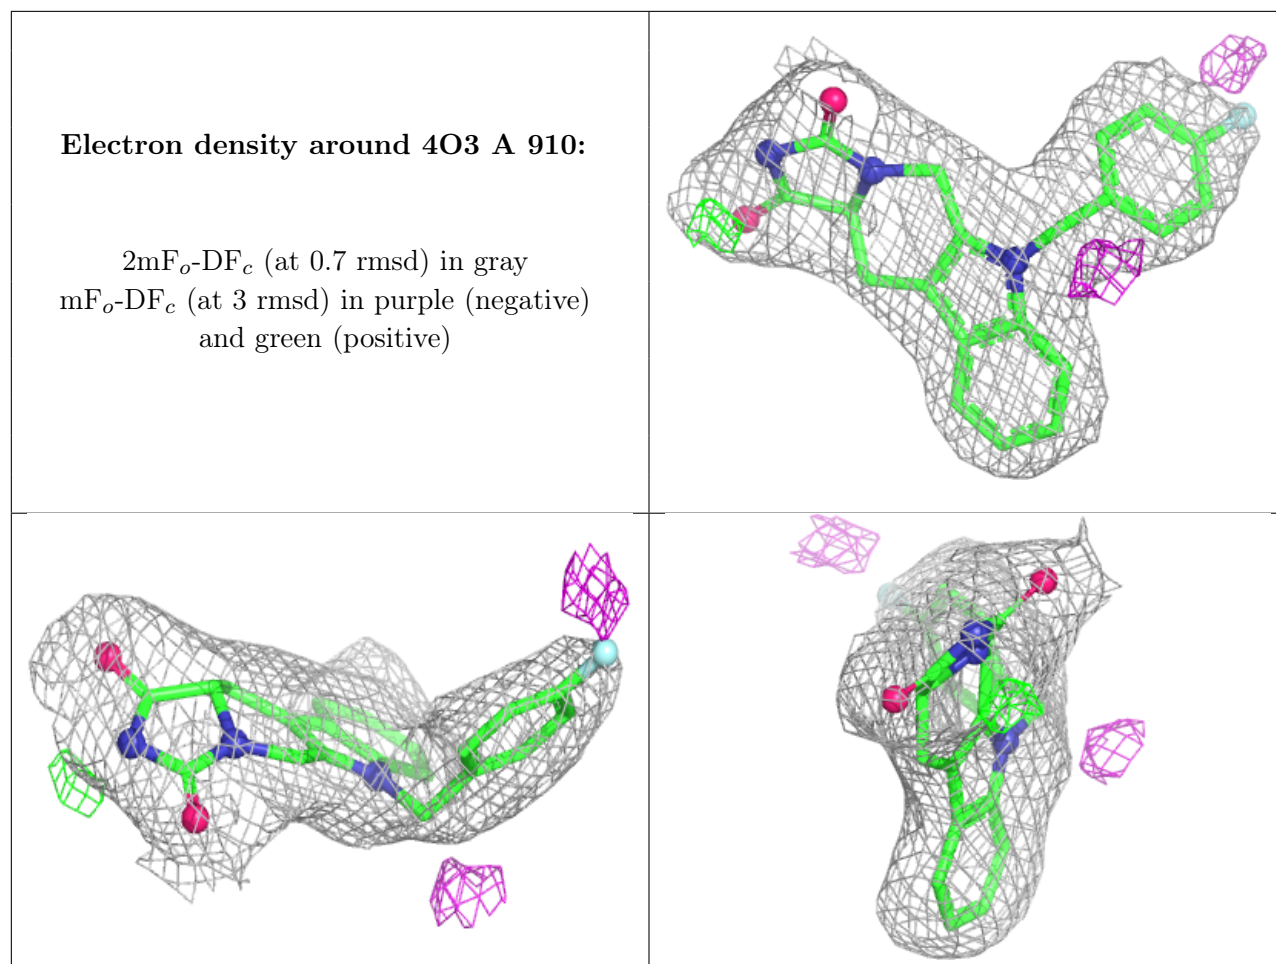 Electron density around 4O3 A 910:
2mFo-DFc (at 0.7 rmsd) in gray
mFo-DFc (at 3 rmsd) in purple (negative)
and green (positive)